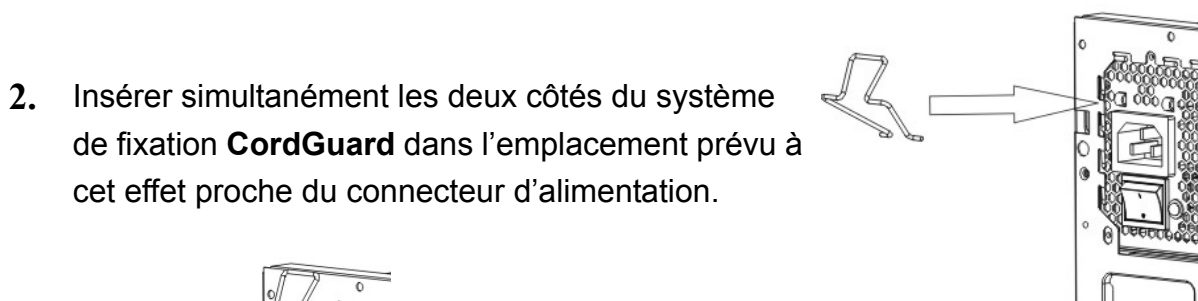 2. Insérer simultanément les deux côtés du système
de fixation CordGuard dans l’emplacement prévu à
cet effet proche du connecteur d’alimentation.